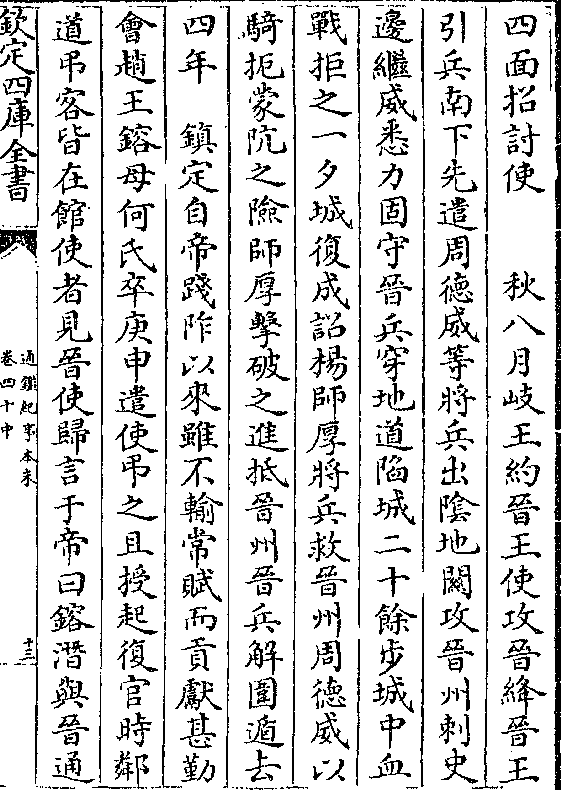 四面招討使　　秋八月岐王約晉王使攻晉絳晉王
引兵南下先遣周德威等將兵出陰地關攻晉州刺史
邊繼威悉力固守晉兵穿地道陷城二十餘步城中血
戰拒之一夕城復成詔楊師厚將兵救晉州周德威以
騎扼蒙阬之險師厚擊破之進抵晉州晉兵解圍遁去
四年　鎮定自帝踐阼以來雖不輸常賦而貢獻甚勤
會趙王鎔母何氏卒庚申遣使弔之且授起復官時鄰
道弔客皆在館使者見晉使歸言于帝曰鎔潛與晉通
欽定四庫全書
通鑑紀事本末
卷四十中
十三